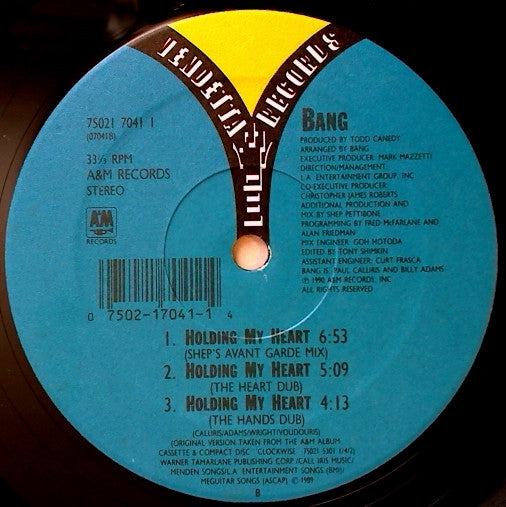 VENDETTA RECORDS
75021 7041 1
(07041B)
33⅓ RPM
A&M RECORDS
STEREO
A&M
RECORDS
BANG
PRODUCED BY TODD CANEDY
ARRANGED BY BANG
EXECUTIVE PRODUCER: MARK MAZZETTI
DIRECTION/MANAGEMENT:
L.A. ENTERTAINMENT GROUP, INC
CO-EXECUTIVE PRODUCER:
CHRISTOPHER JAMES ROBERTS
ADDITIONAL PRODUCTION AND
MIX BY SHEP PETTIBONE
PROGRAMMING BY FRED McFARLANE AND
ALAN FRIEDMAN
MIX ENGINEER: GOH HOTODA
EDITED BY TONY SHIMKIN
ASSISTANT ENGINEER: CURT FRASCA
BANG IS: PAUL CALLIRIS AND BILLY ADAMS
℗ 1990 A&M RECORDS, INC
ALL RIGHTS RESERVED
0 7502-17041-1 4
1. HOLDING MY HEART 6:53
(SHEP'S AVANT GARDE MIX)
2. HOLDING MY HEART 5:09
(THE HEART DUB)
3. HOLDING MY HEART 4:13
(THE HANDS DUB)
(CALLIRIS/ADAMS/WRIGHT/VOUDOURIS)
(ORIGINAL VERSION TAKEN FROM THE A&M ALBUM,
CASSETTE & COMPACT DISC "CLOCKWISE" 75021 5301 1/4/2)
WARNER TAMARLANE PUBLISHING CORP./CALL IRIS MUSIC/
MENDEN SONGS/L.A. ENTERTAINMENT SONGS (BMI)/
MEGUITAR SONGS (ASCAP) © 1989
B